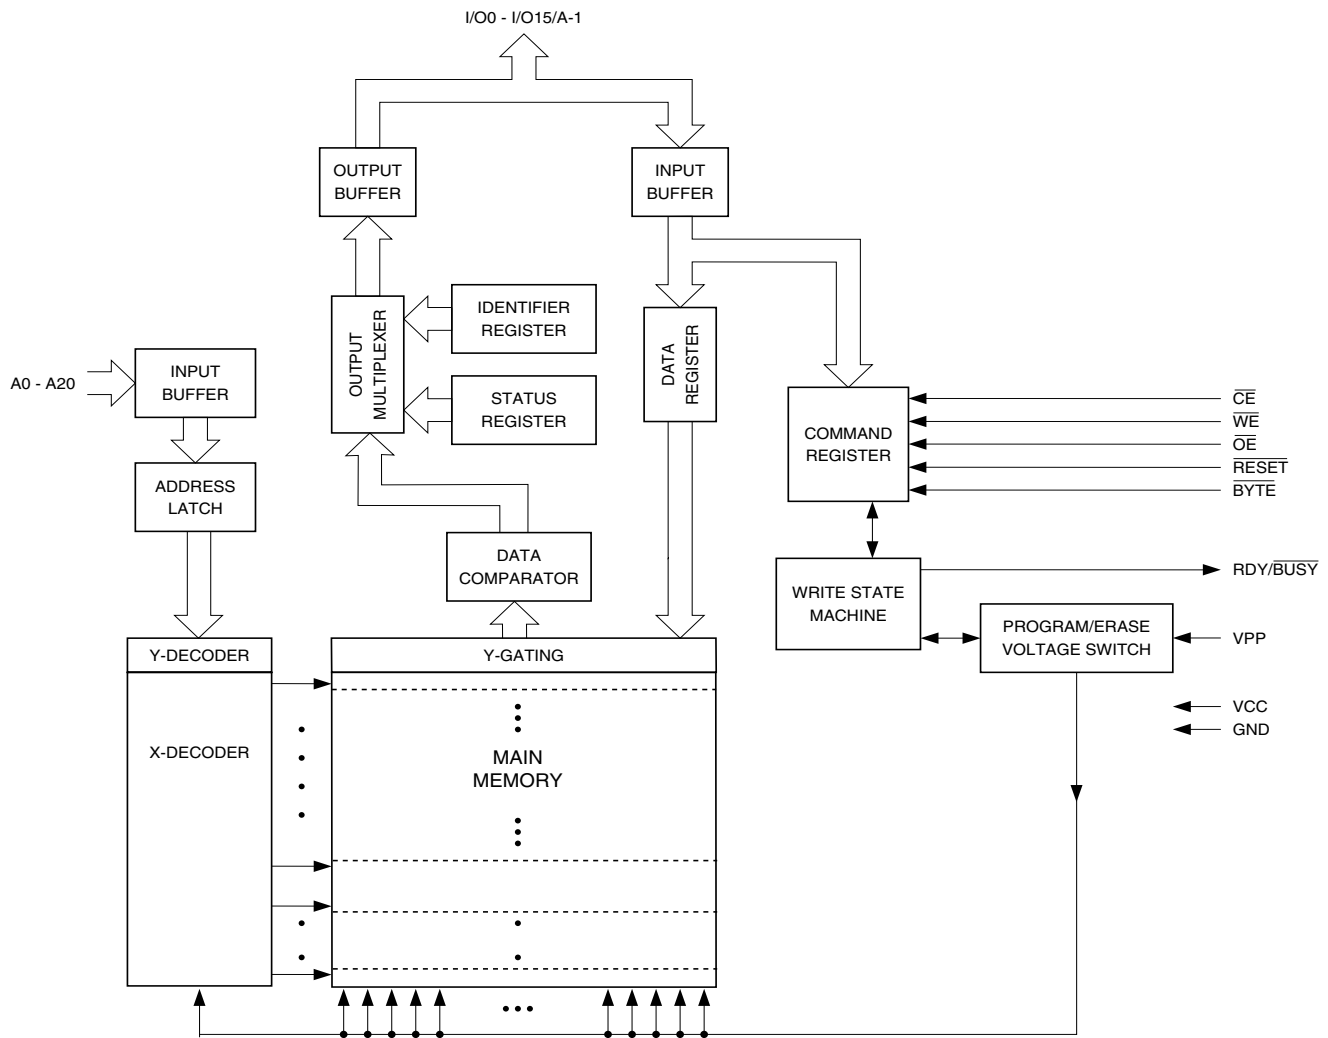 I/O0 - I/O15/A-1
OUTPUT
BUFFER
INPUT
BUFFER
IDENTIFIER
REGISTER
OUTPUT
MULTIPLEXER
DATA
REGISTER
A0 - A20
INPUT
BUFFER
STATUS
REGISTER
COMMAND
REGISTER
CE
WE
OE
RESET
BYTE
ADDRESS
LATCH
DATA
COMPARATOR
WRITE STATE
MACHINE
RDY/BUSY
PROGRAM/ERASE
VOLTAGE SWITCH
VPP
Y-DECODER
Y-GATING
VCC
GND
X-DECODER
MAIN
MEMORY